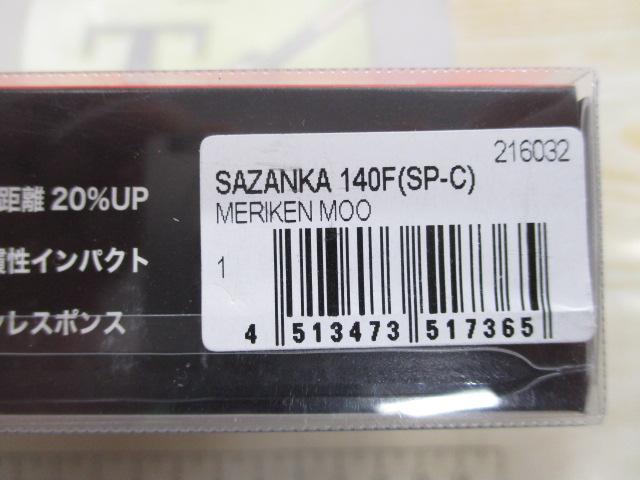 216032
SAZANKA 140F(SP-C)
MERIKEN MOO
1
4 513473 517365
距離 20%UP
慣性インパクト
レスポンス